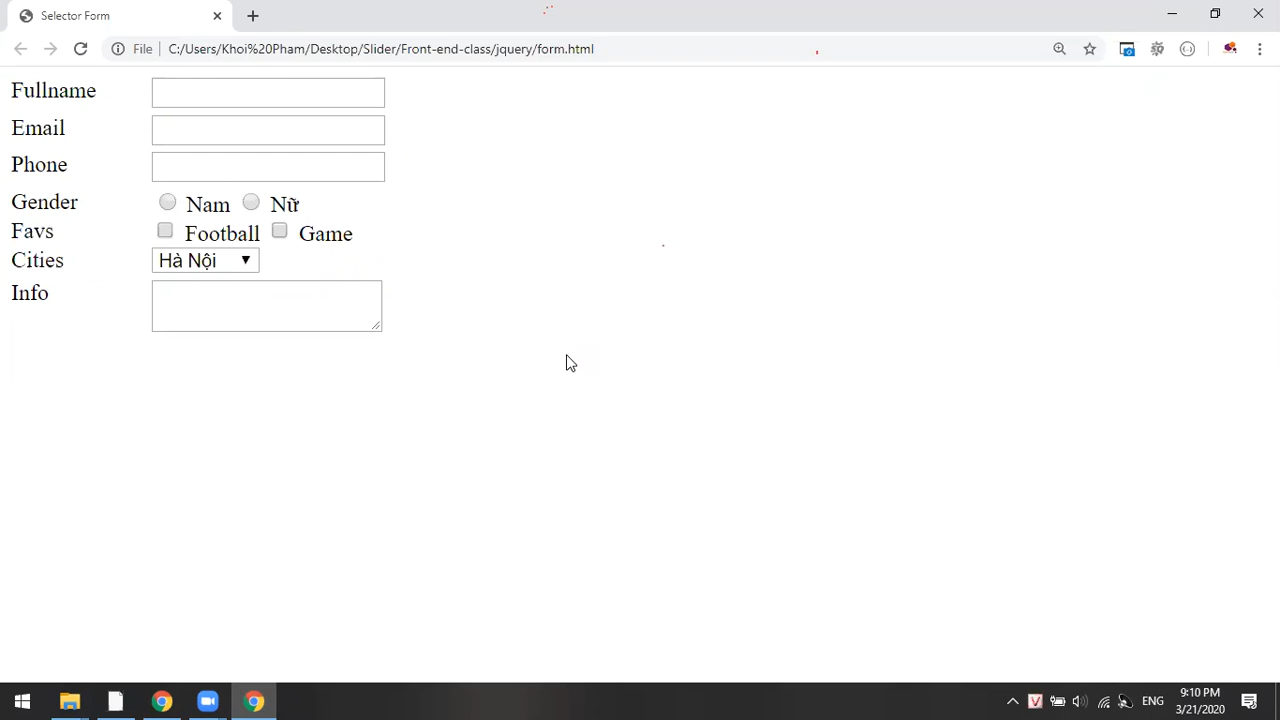 Selector Form
File C:/Users/Khoi%20Pham/Desktop/Slider/Front-end-class/jquery/form.html
Fullname
Email
Phone
Gender Nam Nữ
Favs Football Game
Cities Hà Nội
Info
V ENG 9:10 PM
3/21/2020